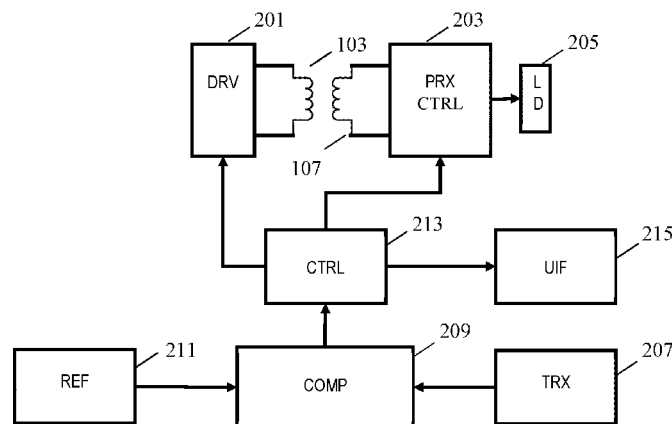 201
103
203
205
DRV
PRX
CTRL
L
D
107
213
215
CTRL
UIF
209
211
207
REF
COMP
TRX